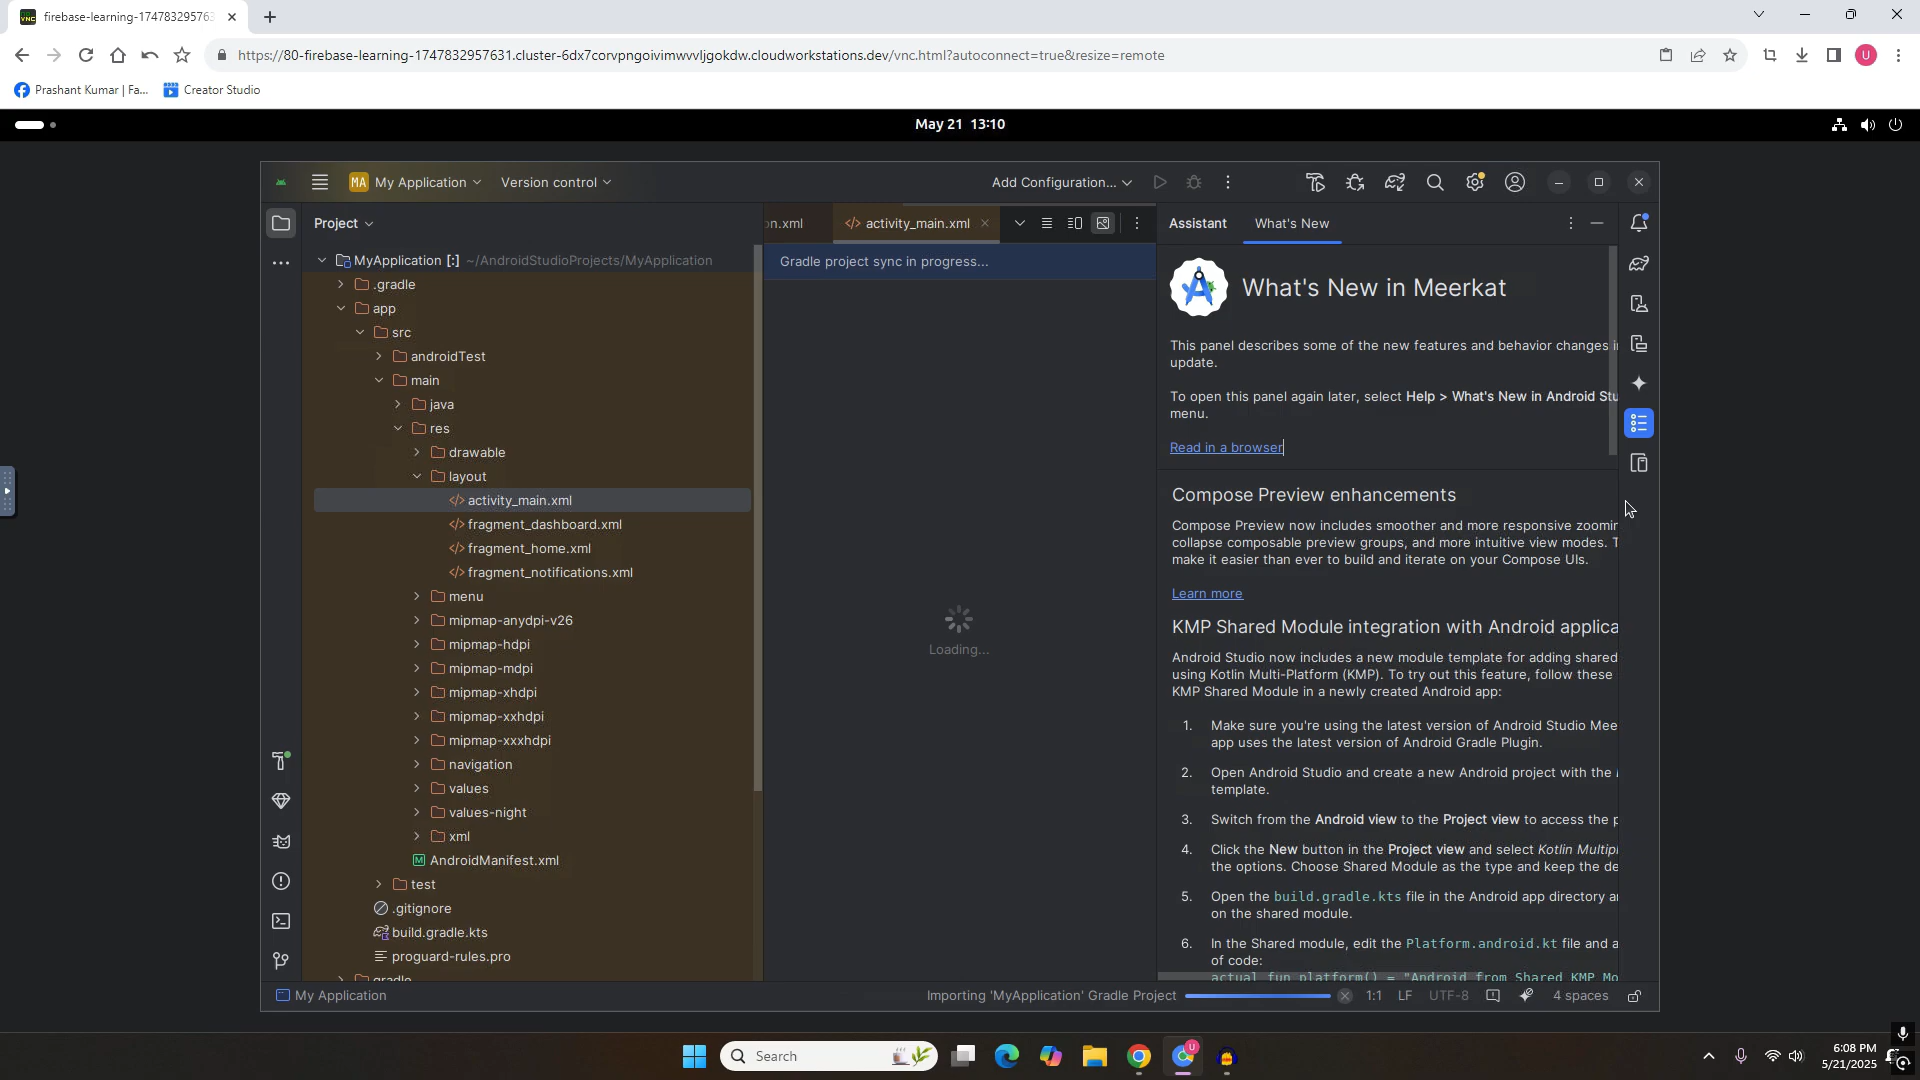 firebase-learning-17478329576
https://80-firebase-learning-1747832957631.cluster-6dx7corvpngoivimwvvljgokdw.cloudworkstations.dev/vnc.html?autoconnect=true&resize=remote
U
Prashant Kumar | Fa...
Creator Studio
May 21 13:10
MA My Application
Version control
Add Configuration...
Project
on.xml
activity_main.xml
Assistant
What's New
Gradle project sync in progress...
MyApplication [:] ~/AndroidStudioProjects/MyApplication
.gradle
app
src
androidTest
main
java
res
drawable
layout
activity_main.xml
fragment_dashboard.xml
fragment_home.xml
fragment_notifications.xml
menu
mipmap-anydpi-v26
mipmap-hdpi
mipmap-mdpi
mipmap-xhdpi
mipmap-xxhdpi
mipmap-xxxhdpi
navigation
values
values-night
xml
AndroidManifest.xml
test
.gitignore
build.gradle.kts
proguard-rules.pro
gradle
Loading...
What's New in Meerkat
This panel describes some of the new features and behavior changes i
update.
To open this panel again later, select Help > What's New in Android Stu
menu.
Read in a browser
Compose Preview enhancements
Compose Preview now includes smoother and more responsive zoomin
collapse composable preview groups, and more intuitive view modes. T
make it easier than ever to build and iterate on your Compose UIs.
Learn more
KMP Shared Module integration with Android applica
Android Studio now includes a new module template for adding shared
using Kotlin Multi-Platform (KMP). To try out this feature, follow these
KMP Shared Module in a newly created Android app:
1. Make sure you're using the latest version of Android Studio Mee
app uses the latest version of Android Gradle Plugin.
2. Open Android Studio and create a new Android project with the
template.
3. Switch from the Android view to the Project view to access the p
4. Click the New button in the Project view and select Kotlin Multipl
the options. Choose Shared Module as the type and keep the de
5. Open the build.gradle.kts file in the Android app directory a
on the shared module.
6. In the Shared module, edit the Platform.android.kt file and a
of code:
actual fun platform() = "Android from Shared KMP Mo
My Application
Importing 'MyApplication' Gradle Project
1:1
LF
UTF-8
4 spaces
Search
U
6:08 PM
5/21/2025